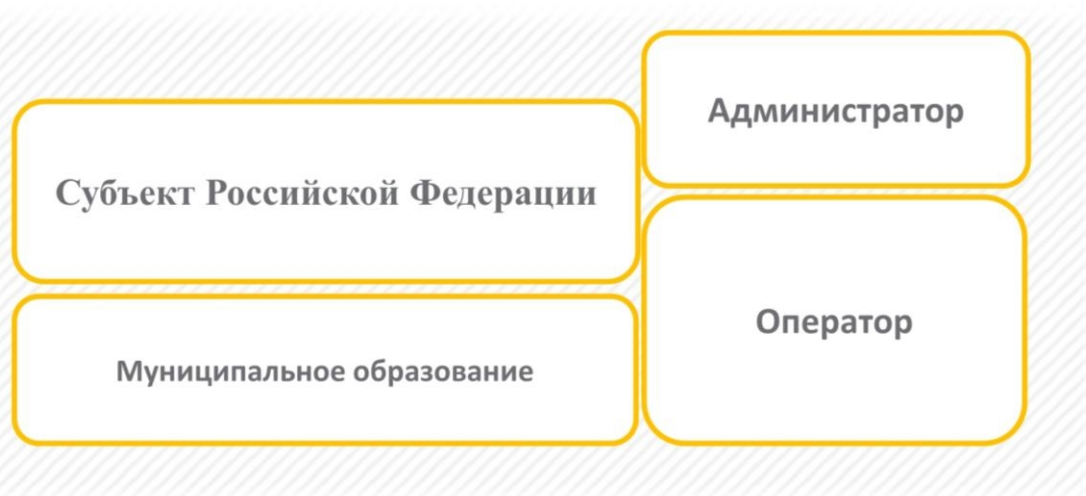 Администратор
Субъект Российской Федерации
Оператор
Муниципальное образование